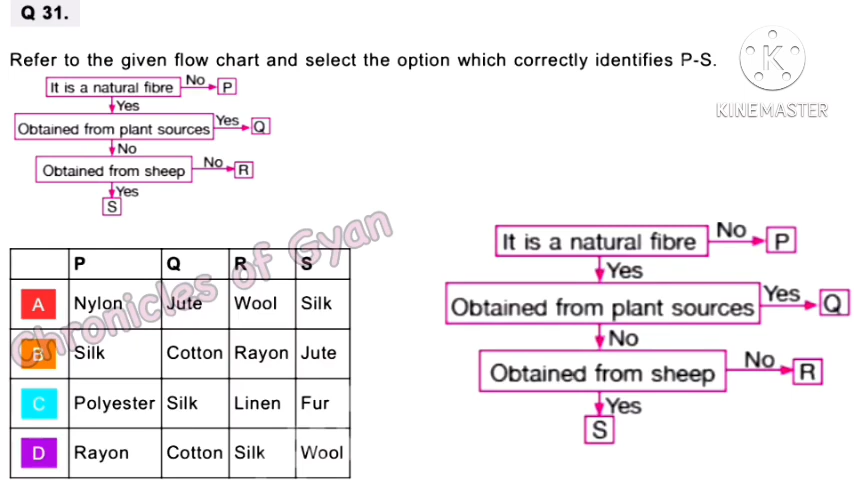 Q 31.
Refer to the given flow chart and select the option which correctly identifies P-S.
KINEMASTER
K
It is a natural fibre No P
Yes
Obtained from plant sources Yes Q
No
Obtained from sheep No R
Yes
S
Chronicles of Gyan
P Q R S
A Nylon Jute Wool Silk
B Silk Cotton Rayon Jute
C Polyester Silk Linen Fur
D Rayon Cotton Silk Wool
It is a natural fibre No P
Yes
Obtained from plant sources Yes Q
No
Obtained from sheep No R
Yes
S